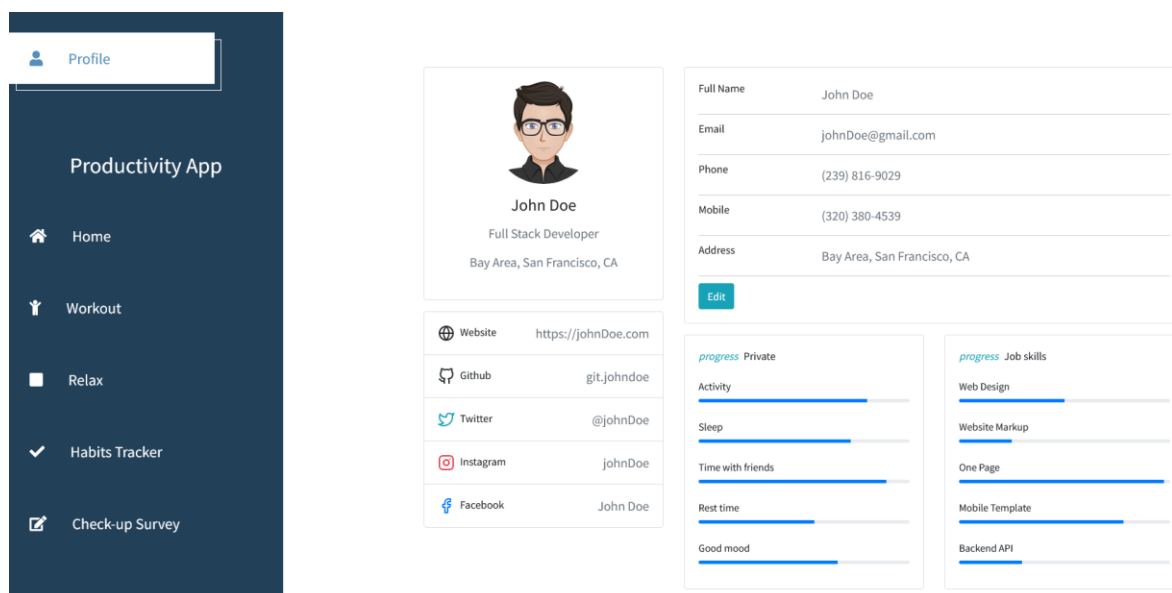 Profile
Productivity App
Home
Workout
Relax
Habits Tracker
Check-up Survey
John Doe
Full Stack Developer
Bay Area, San Francisco, CA
Website https://johnDoe.com
Github git.johndoe
Twitter @johnDoe
Instagram johnDoe
Facebook John Doe
Full Name John Doe
Email johnDoe@gmail.com
Phone (239) 816-9029
Mobile (320) 380-4539
Address Bay Area, San Francisco, CA
Edit
progress Private
Activity
Sleep
Time with friends
Rest time
Good mood
progress Job skills
Web Design
Website Markup
One Page
Mobile Template
Backend API